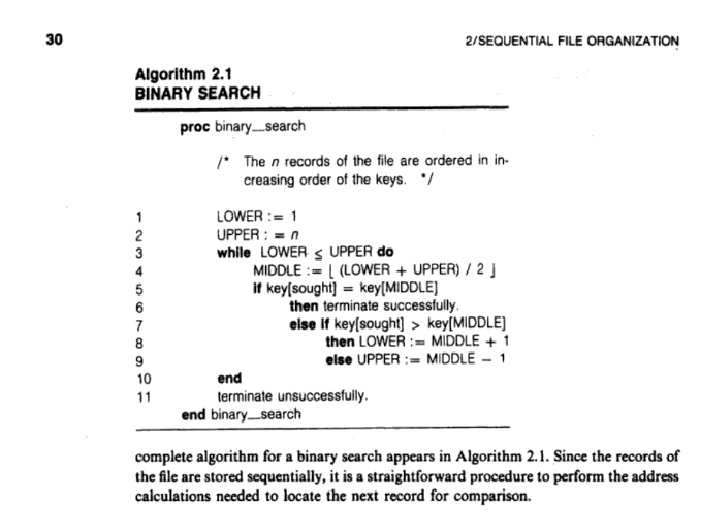 30 2/SEQUENTIAL FILE ORGANIZATION
Algorithm 2.1
BINARY SEARCH
proc binary_search
/* The n records of the file are ordered in in-
creasing order of the keys. */
1 LOWER := 1
2 UPPER : = n
3 while LOWER ≤ UPPER do
4 MIDDLE := ⌊ (LOWER + UPPER) / 2 ⌋
5 if key[sought] = key[MIDDLE]
6 then terminate successfully.
7 else if key[sought] > key[MIDDLE]
8 then LOWER := MIDDLE + 1
9 else UPPER := MIDDLE − 1
10 end
11 terminate unsuccessfully.
end binary_search
complete algorithm for a binary search appears in Algorithm 2.1. Since the records of
the file are stored sequentially, it is a straightforward procedure to perform the address
calculations needed to locate the next record for comparison.